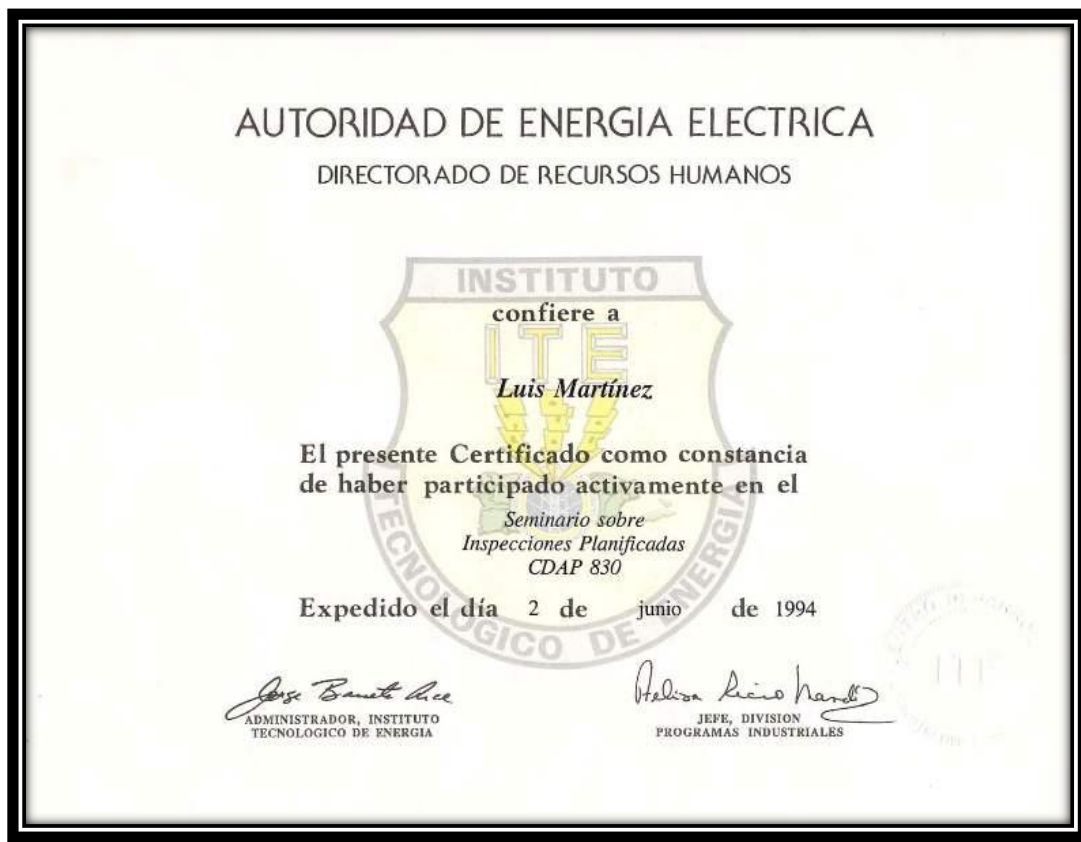 AUTORIDAD DE ENERGIA ELECTRICA
DIRECTORADO DE RECURSOS HUMANOS
INSTITUTO
confiere a
ITE
Luis Martínez
El presente Certificado como constancia
de haber participado activamente en el
Seminario sobre
Inspecciones Planificadas
CDAP 830
Expedido el día 2 de junio de 1994
TECNOLOGICO DE ENERGIA
Jorge
ADMINISTRADOR, INSTITUTO
TECNOLOGICO DE ENERGIA
JEFE, DIVISION
PROGRAMAS INDUSTRIALES